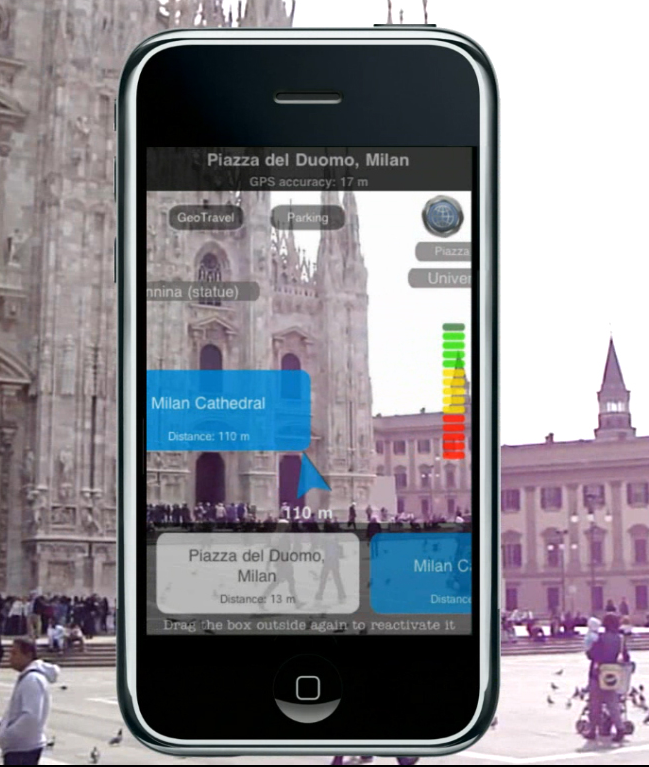 Piazza del Duomo, Milan
GPS accuracy: 17 m
GeoTravel
Parking
Piazza
Univer
nnina (statue)
Milan Cathedral
Distance: 110 m
110 m
Piazza del Duomo,
Milan
Distance: 13 m
Milan C
Distance
Drag the box outside again to reactivate it